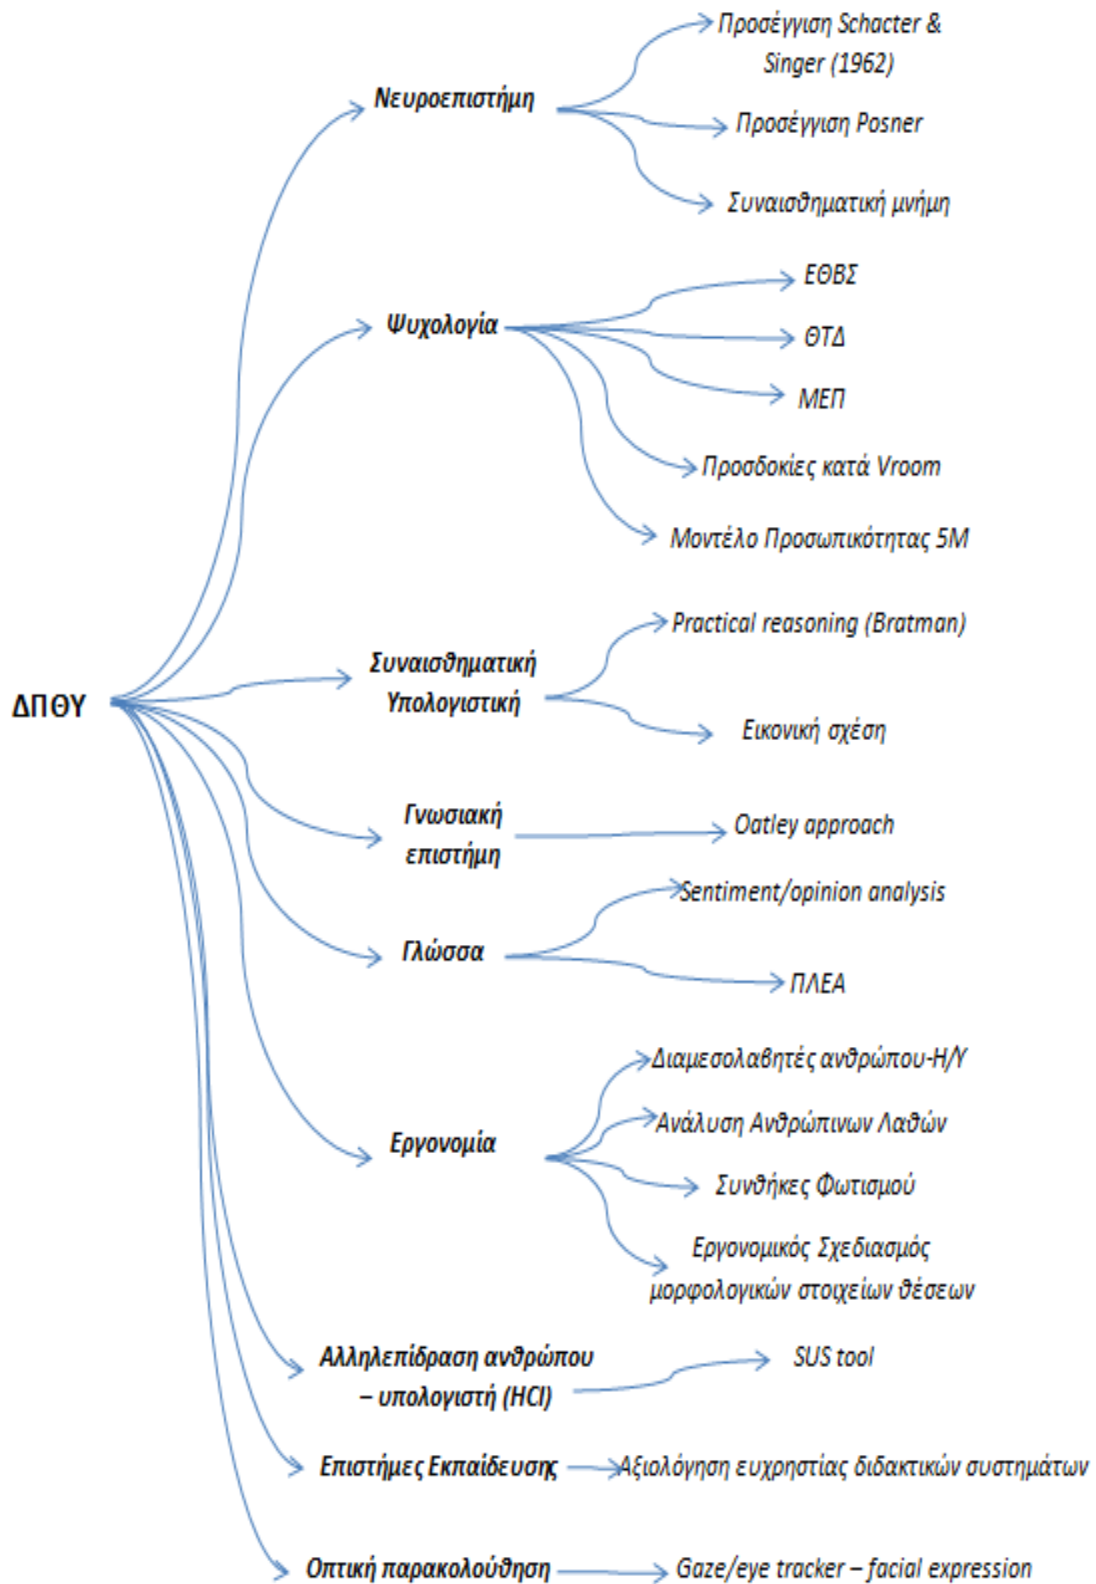 Προσέγγιση Schacter &
Singer (1962)
Νευροεπιστήμη
Προσέγγιση Posner
Συναισθηματική μνήμη
ΕΘΒΣ
Ψυχολογία
ΘΤΔ
ΜΕΠ
Προσδοκίες κατά Vroom
Μοντέλο Προσωπικότητας 5Μ
Practical reasoning (Bratman)
Συναισθηματική
Υπολογιστική
Εικονική σχέση
ΔΠΘΥ
Γνωσιακή
επιστήμη
Oatley approach
Sentiment/opinion analysis
Γλώσσα
ΠΛΕΑ
Διαμεσολαβητές ανθρώπου-Η/Υ
Ανάλυση Ανθρώπινων Λαθών
Εργονομία
Συνθήκες Φωτισμού
Εργονομικός Σχεδιασμός
μορφολογικών στοιχείων θέσεων
Αλληλεπίδραση ανθρώπου
– υπολογιστή (HCI)
SUS tool
Επιστήμες Εκπαίδευσης
Αξιολόγηση ευχρηστίας διδακτικών συστημάτων
Οπτική παρακολούθηση
Gaze/eye tracker – facial expression